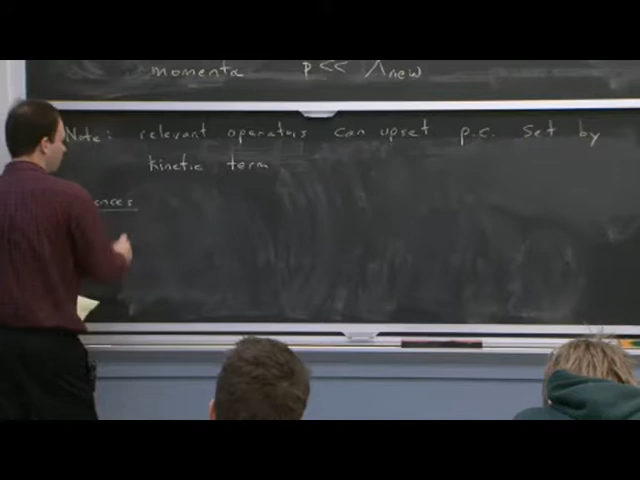 momenta p << Λnew
Note: relevant operators can upset p.c. set by
kinetic term